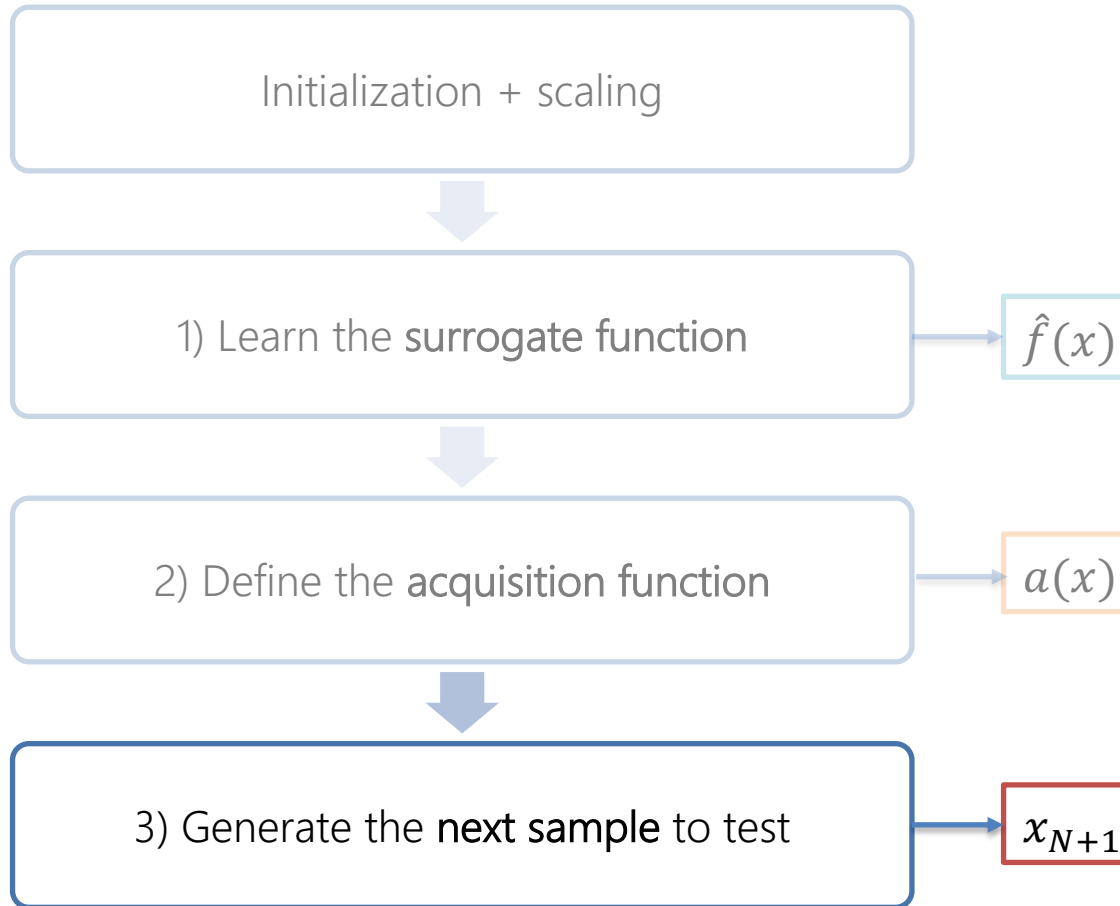 Initialization + scaling
1) Learn the surrogate function
f̂(x)
2) Define the acquisition function
a(x)
3) Generate the next sample to test
x_{N+1}